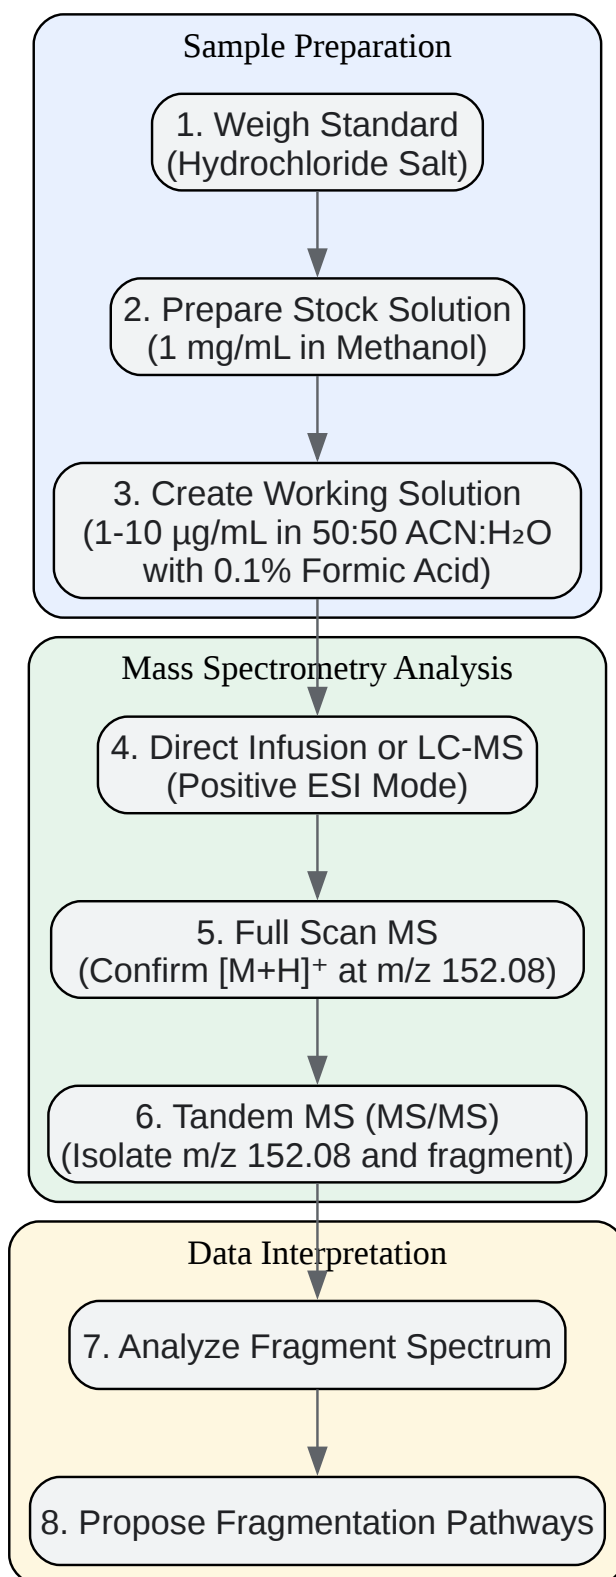 Sample Preparation
1. Weigh Standard
(Hydrochloride Salt)
2. Prepare Stock Solution
(1 mg/mL in Methanol)
3. Create Working Solution
(1-10 µg/mL in 50:50 ACN:H₂O
with 0.1% Formic Acid)
Mass Spectrometry Analysis
4. Direct Infusion or LC-MS
(Positive ESI Mode)
5. Full Scan MS
(Confirm [M+H]⁺ at m/z 152.08)
6. Tandem MS (MS/MS)
(Isolate m/z 152.08 and fragment)
Data Interpretation
7. Analyze Fragment Spectrum
8. Propose Fragmentation Pathways